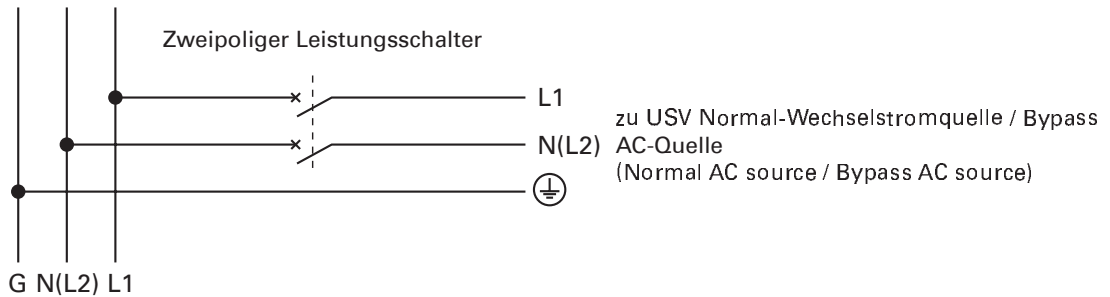 Zweipoliger Leistungsschalter
L1
zu USV Normal-Wechselstromquelle / Bypass
N(L2)
AC-Quelle
(Normal AC source / Bypass AC source)
G N(L2) L1